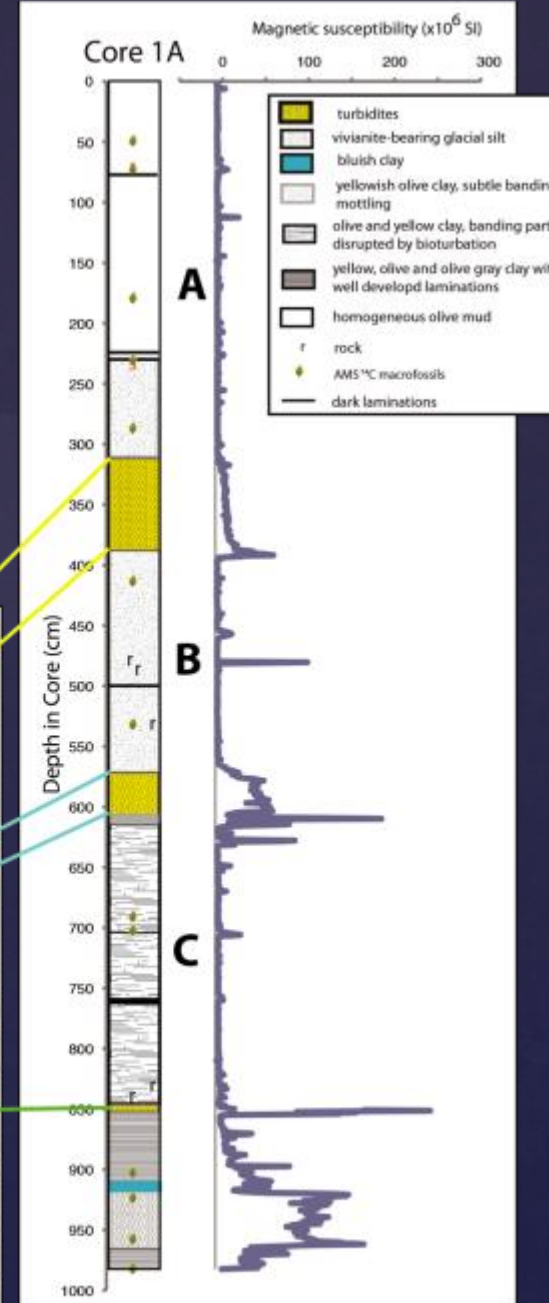 Magnetic susceptibility (x10⁶ SI)
Core 1A
0 100 200 300
0
50
100
150
200
250
300
350
400
450
500
550
600
650
700
750
800
850
900
950
1000
Depth in Core (cm)
A
B
C
r r
r
r
r
turbidites
vivianite-bearing glacial silt
bluish clay
yellowish olive clay, subtle bandin
mottling
olive and yellow clay, banding part
disrupted by bioturbation
yellow, olive and olive gray clay wit
well developd laminations
homogeneous olive mud
r rock
AMS ¹⁴C macrofossils
dark laminations